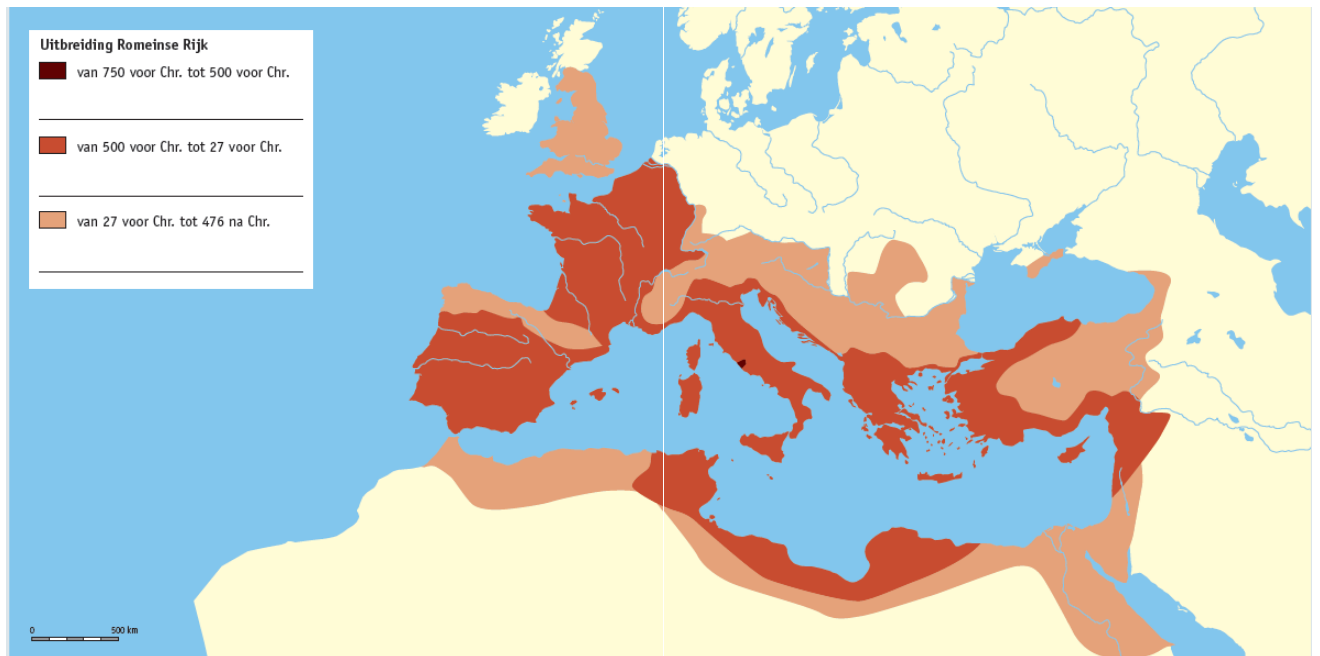 Uitbreiding Romeinse Rijk
van 750 voor Chr. tot 500 voor Chr.
van 500 voor Chr. tot 27 voor Chr.
van 27 voor Chr. tot 476 na Chr.
0 500 km